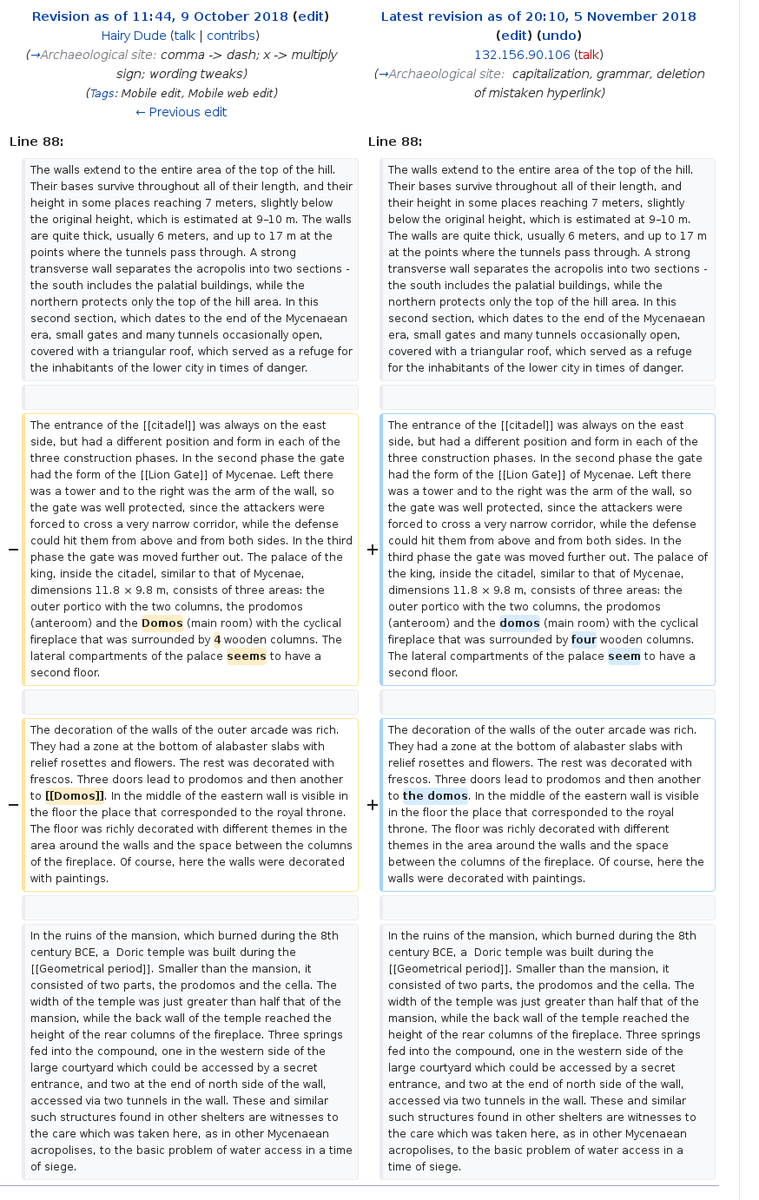 Revision as of 11:44, 9 October 2018 (edit)
Hairy Dude (talk | contribs)
(→Archaeological site: comma -> dash; x -> multiply
sign; wording tweaks)
(Tags: Mobile edit, Mobile web edit)
← Previous edit
Latest revision as of 20:10, 5 November 2018
(edit) (undo)
132.156.90.106 (talk)
(→Archaeological site: capitalization, grammar, deletion
of mistaken hyperlink)
Line 88:
Line 88:
The walls extend to the entire area of the top of the hill.
Their bases survive throughout all of their length, and their
height in some places reaching 7 meters, slightly below
the original height, which is estimated at 9–10 m. The walls
are quite thick, usually 6 meters, and up to 17 m at the
points where the tunnels pass through. A strong
transverse wall separates the acropolis into two sections -
the south includes the palatial buildings, while the
northern protects only the top of the hill area. In this
second section, which dates to the end of the Mycenaean
era, small gates and many tunnels occasionally open,
covered with a triangular roof, which served as a refuge for
the inhabitants of the lower city in times of danger.
The walls extend to the entire area of the top of the hill.
Their bases survive throughout all of their length, and
their height in some places reaching 7 meters, slightly
below the original height, which is estimated at 9–10 m.
The walls are quite thick, usually 6 meters, and up to 17 m
at the points where the tunnels pass through. A strong
transverse wall separates the acropolis into two sections -
the south includes the palatial buildings, while the
northern protects only the top of the hill area. In this
second section, which dates to the end of the Mycenaean
era, small gates and many tunnels occasionally open,
covered with a triangular roof, which served as a refuge
for the inhabitants of the lower city in times of danger.
−
The entrance of the [[citadel]] was always on the east
side, but had a different position and form in each of the
three construction phases. In the second phase the gate
had the form of the [[Lion Gate]] of Mycenae. Left there
was a tower and to the right was the arm of the wall, so
the gate was well protected, since the attackers were
forced to cross a very narrow corridor, while the defense
could hit them from above and from both sides. In the third
phase the gate was moved further out. The palace of the
king, inside the citadel, similar to that of Mycenae,
dimensions 11.8 × 9.8 m, consists of three areas: the
outer portico with the two columns, the prodomos
(anteroom) and the Domos (main room) with the cyclical
fireplace that was surrounded by 4 wooden columns. The
lateral compartments of the palace seems to have a
second floor.
+
The entrance of the [[citadel]] was always on the east
side, but had a different position and form in each of the
three construction phases. In the second phase the gate
had the form of the [[Lion Gate]] of Mycenae. Left there
was a tower and to the right was the arm of the wall, so
the gate was well protected, since the attackers were
forced to cross a very narrow corridor, while the defense
could hit them from above and from both sides. In the
third phase the gate was moved further out. The palace of
the king, inside the citadel, similar to that of Mycenae,
dimensions 11.8 × 9.8 m, consists of three areas: the
outer portico with the two columns, the prodomos
(anteroom) and the domos (main room) with the cyclical
fireplace that was surrounded by four wooden columns.
The lateral compartments of the palace seem to have a
second floor.
−
The decoration of the walls of the outer arcade was rich.
They had a zone at the bottom of alabaster slabs with
relief rosettes and flowers. The rest was decorated with
frescos. Three doors lead to prodomos and then another
to [[Domos]]. In the middle of the eastern wall is visible in
the floor the place that corresponded to the royal throne.
The floor was richly decorated with different themes in the
area around the walls and the space between the columns
of the fireplace. Of course, here the walls were decorated
with paintings.
+
The decoration of the walls of the outer arcade was rich.
They had a zone at the bottom of alabaster slabs with
relief rosettes and flowers. The rest was decorated with
frescos. Three doors lead to prodomos and then another
to the domos. In the middle of the eastern wall is visible
in the floor the place that corresponded to the royal
throne. The floor was richly decorated with different
themes in the area around the walls and the space
between the columns of the fireplace. Of course, here the
walls were decorated with paintings.
In the ruins of the mansion, which burned during the 8th
century BCE, a  Doric temple was built during the
[[Geometrical period]]. Smaller than the mansion, it
consisted of two parts, the prodomos and the cella. The
width of the temple was just greater than half that of the
mansion, while the back wall of the temple reached the
height of the rear columns of the fireplace. Three springs
fed into the compound, one in the western side of the
large courtyard which could be accessed by a secret
entrance, and two at the end of north side of the wall,
accessed via two tunnels in the wall. These and similar
such structures found in other shelters are witnesses to
the care which was taken here, as in other Mycenaean
acropolises, to the basic problem of water access in a time
of siege.
In the ruins of the mansion, which burned during the 8th
century BCE, a  Doric temple was built during the
[[Geometrical period]]. Smaller than the mansion, it
consisted of two parts, the prodomos and the cella. The
width of the temple was just greater than half that of the
mansion, while the back wall of the temple reached the
height of the rear columns of the fireplace. Three springs
fed into the compound, one in the western side of the
large courtyard which could be accessed by a secret
entrance, and two at the end of north side of the wall,
accessed via two tunnels in the wall. These and similar
such structures found in other shelters are witnesses to
the care which was taken here, as in other Mycenaean
acropolises, to the basic problem of water access in a
time of siege.